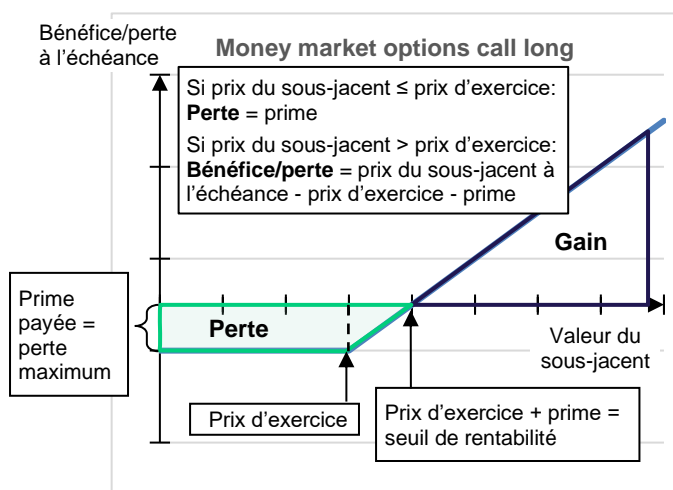 Bénéfice/perte
à l'échéance
Money market options call long
Si prix du sous-jacent ≤ prix d'exercice:
Perte = prime
Si prix du sous-jacent > prix d'exercice:
Bénéfice/perte = prix du sous-jacent à
l'échéance - prix d'exercice - prime
Gain
Prime
payée =
perte
maximum
Perte
Valeur du
sous-jacent
Prix d'exercice
Prix d'exercice + prime =
seuil de rentabilité